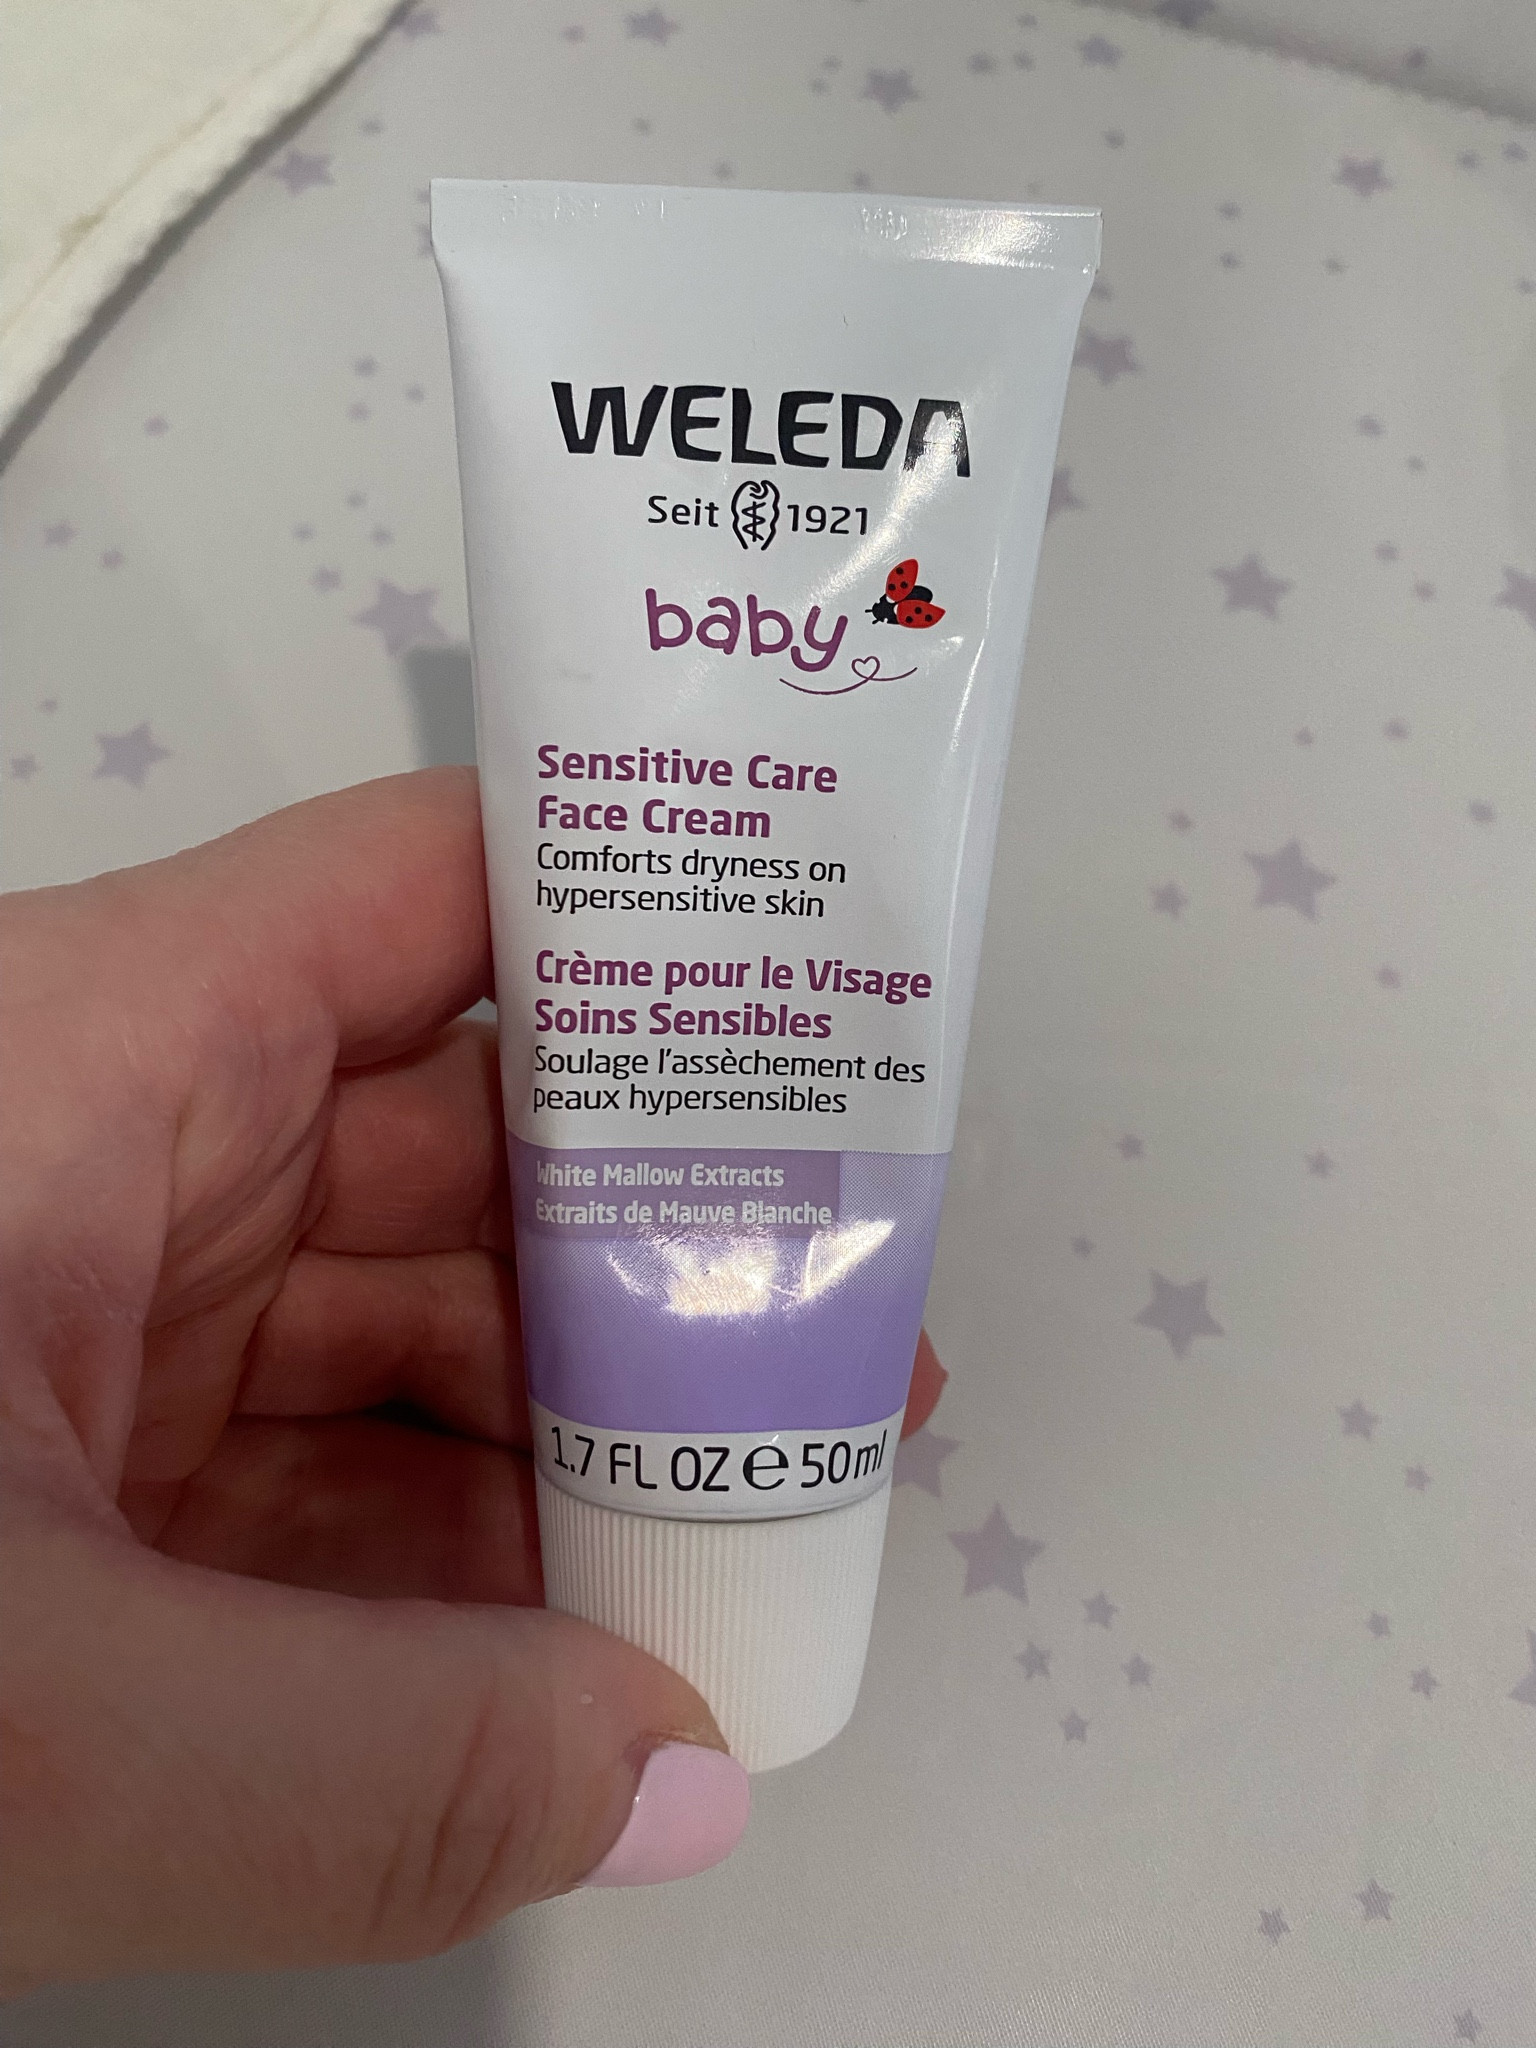 WELEDA
Seit 1921
baby
Sensitive Care
Face Cream
Comforts dryness on
hypersensitive skin
Crème pour le Visage
Soins Sensibles
Soulage l'assèchement des
peaux hypersensibles
White Mallow Extracts
Extraits de Mauve Blanche
1.7 FL OZ ℮ 50ml